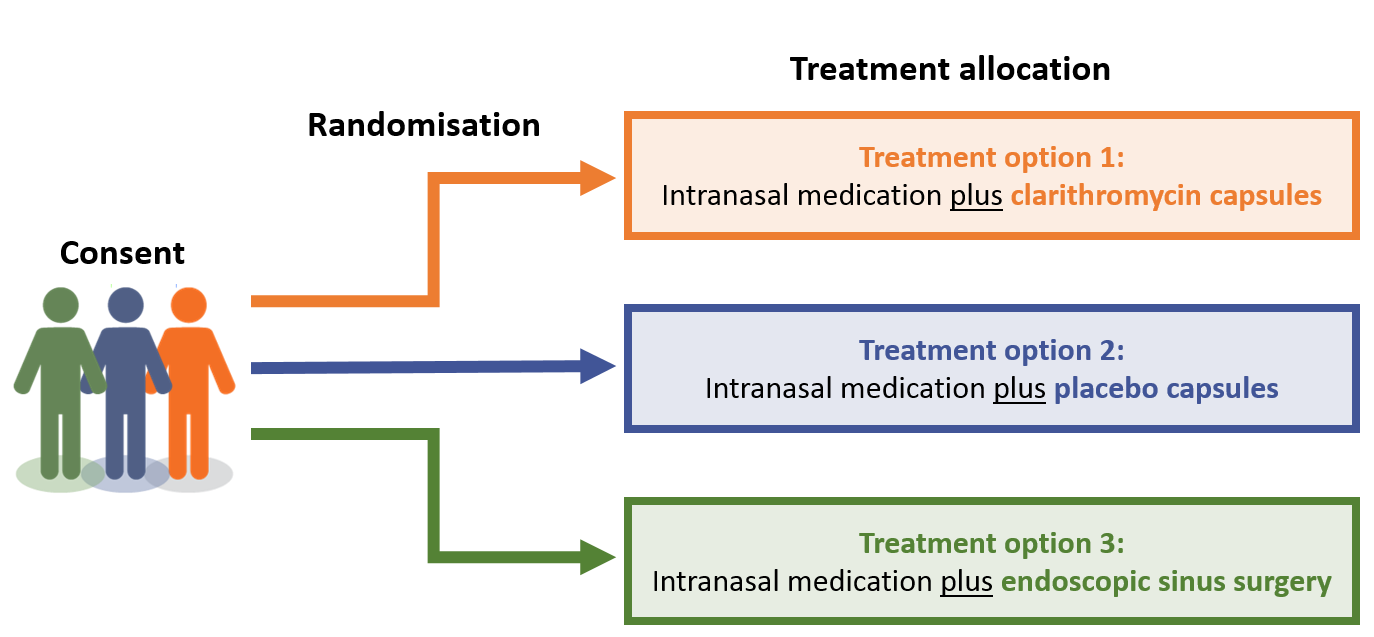 Treatment allocation
Randomisation
Consent
Treatment option 1:
Intranasal medication plus clarithromycin capsules
Treatment option 2:
Intranasal medication plus placebo capsules
Treatment option 3:
Intranasal medication plus endoscopic sinus surgery